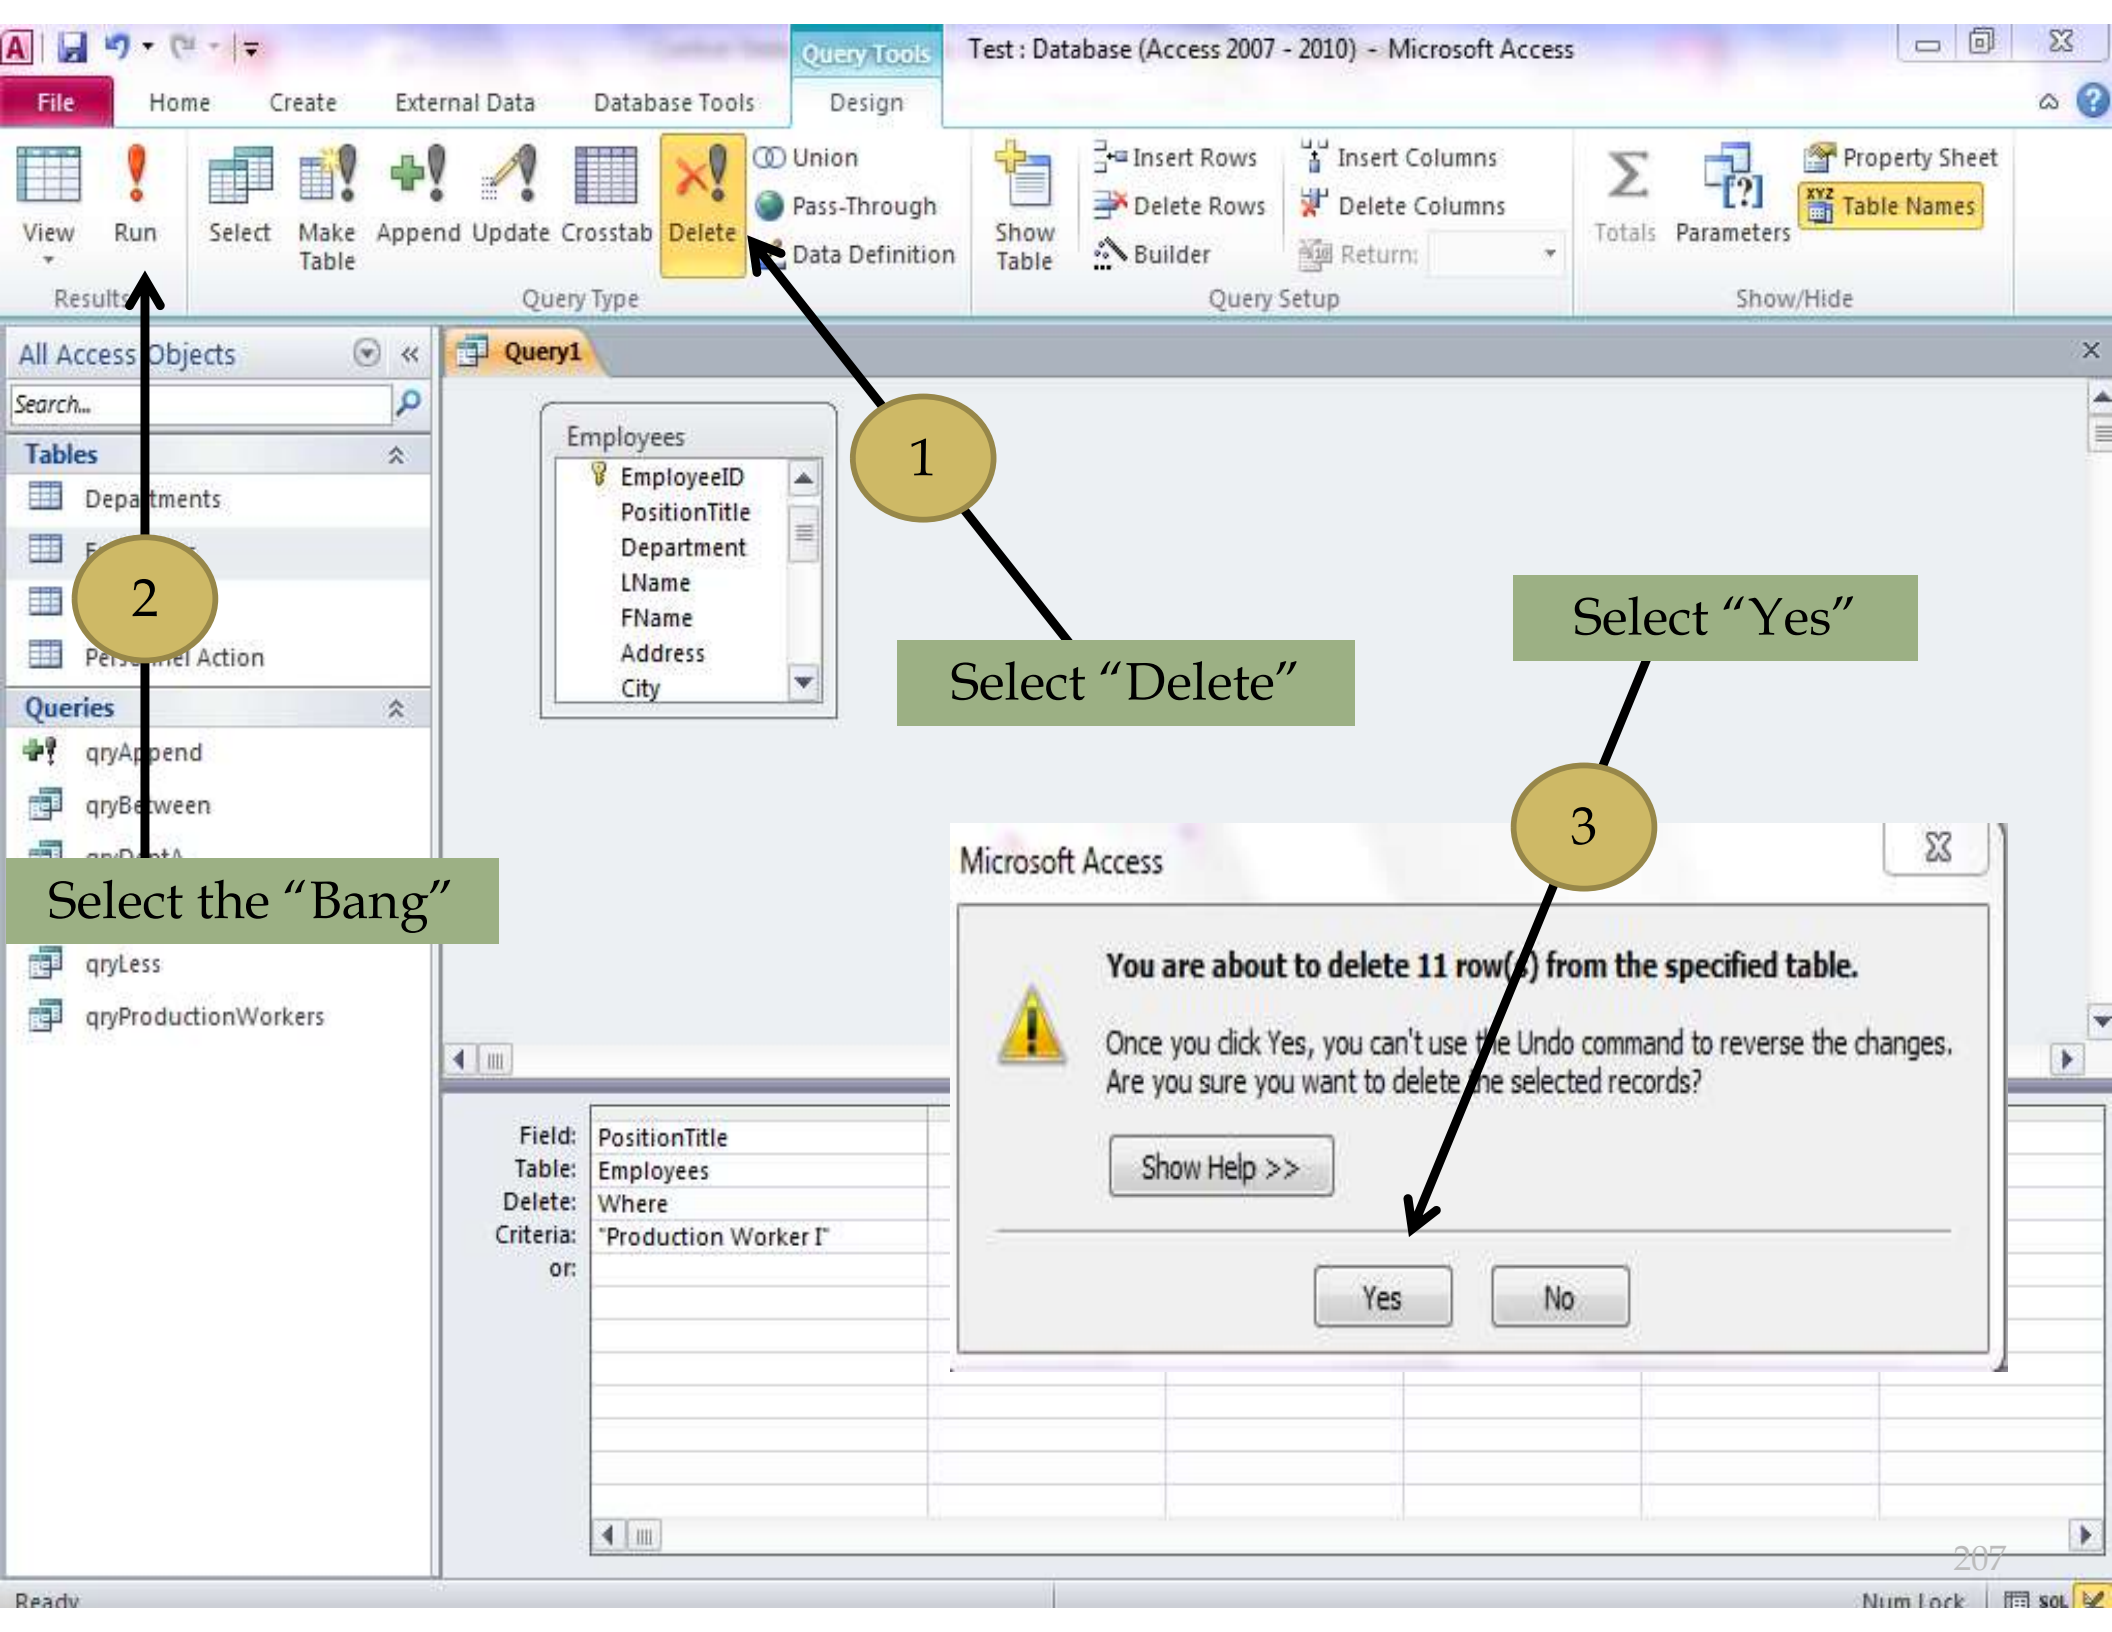 A
Query Tools
Test : Database (Access 2007 - 2010) - Microsoft Access
File
Home
Create
External Data
Database Tools
Design
View
Run
Select
Make
Table
Append
Update
Crosstab
Delete
Union
Pass-Through
Data Definition
Show
Table
Insert Rows
Delete Rows
Builder
Insert Columns
Delete Columns
Return:
Totals
Parameters
Property Sheet
Table Names
Results
Query Type
Query Setup
Show/Hide
All Access Objects
Search...
Query1
Tables
Departments
Personnel Action
Queries
qryAppend
qryBetween
qryLess
qryProductionWorkers
Employees
EmployeeID
PositionTitle
Department
LName
FName
Address
City
1
2
3
Select “Delete”
Select “Yes”
Select the “Bang”
Microsoft Access
You are about to delete 11 row(s) from the specified table.
Once you click Yes, you can't use the Undo command to reverse the changes.
Are you sure you want to delete the selected records?
Show Help >>
Yes
No
Field: PositionTitle
Table: Employees
Delete: Where
Criteria: "Production Worker I"
or:
207
Ready
Num Lock
SQL